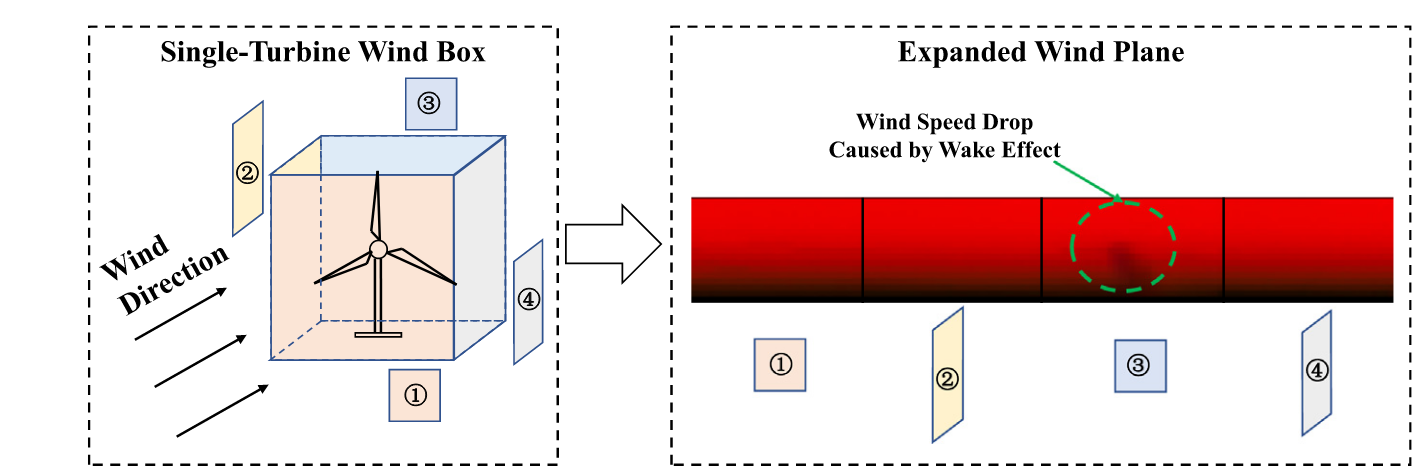 Single-Turbine Wind Box
③
②
Wind
Direction
④
①
Expanded Wind Plane
Wind Speed Drop
Caused by Wake Effect
①
②
③
④